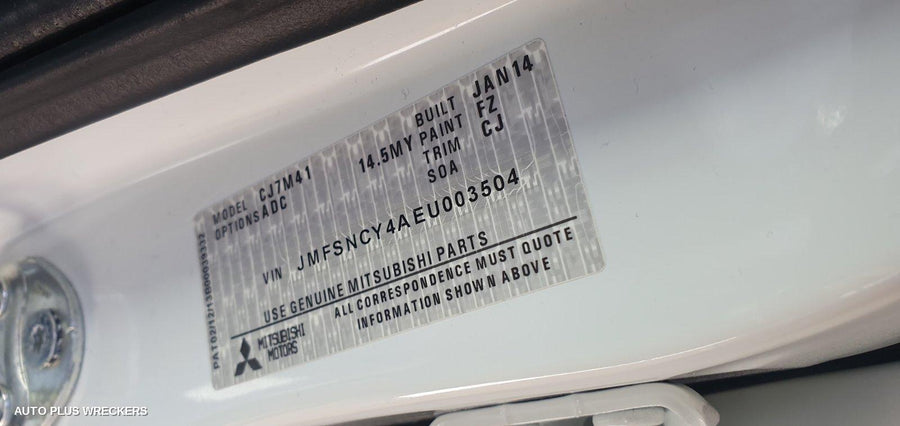 MODEL CJ7M41 BUILT JAN14
OPTIONS ADC 14.5MY PAINT FZ
TRIM CJ
SOA
VIN JMFSNCY4AEU003504
USE GENUINE MITSUBISHI PARTS
ALL CORRESPONDENCE MUST QUOTE
INFORMATION SHOWN ABOVE
MITSUBISHI
MOTORS
AUTO PLUS WRECKERS